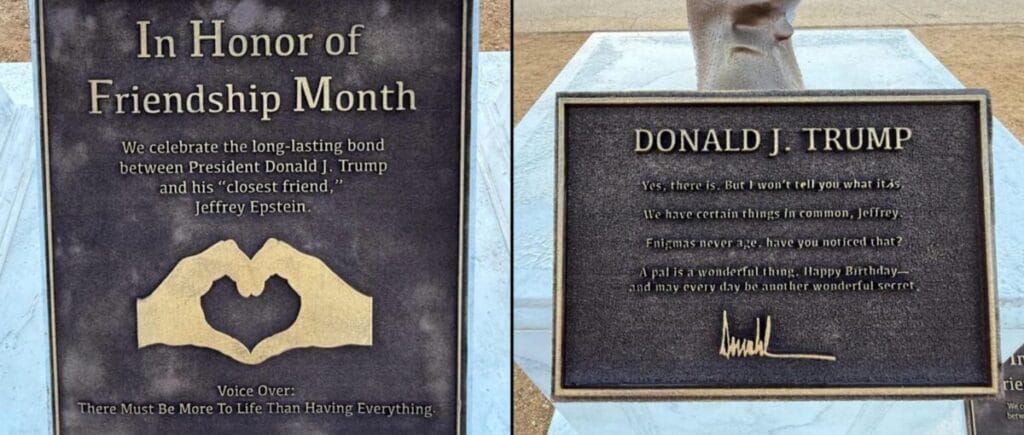 In Honor of
Friendship Month
We celebrate the long-lasting bond
between President Donald J. Trump
and his “closest friend,”
Jeffrey Epstein.
Voice Over:
There Must Be More To Life Than Having Everything.
DONALD J. TRUMP
Yes, there is. But I won't tell you what it is.
We have certain things in common, Jeffrey.
Enigmas never age, have you noticed that?
A pal is a wonderful thing. Happy Birthday—
and may every day be another wonderful secret.
Donald
In